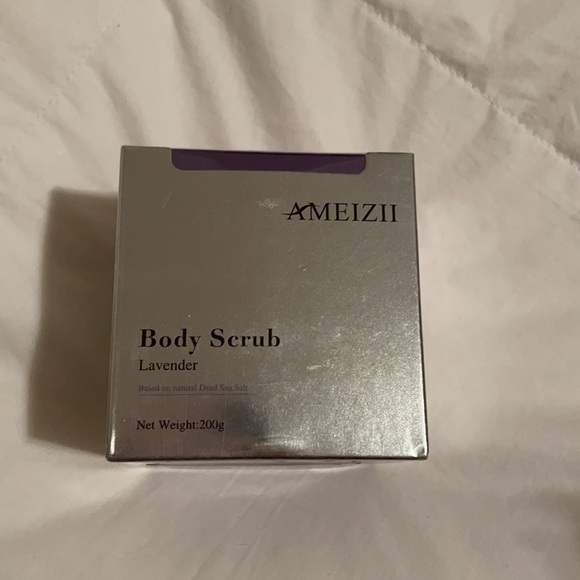 AMEIZII
Body Scrub
Lavender
Based on natural Dead Sea Salt
Net Weight:200g